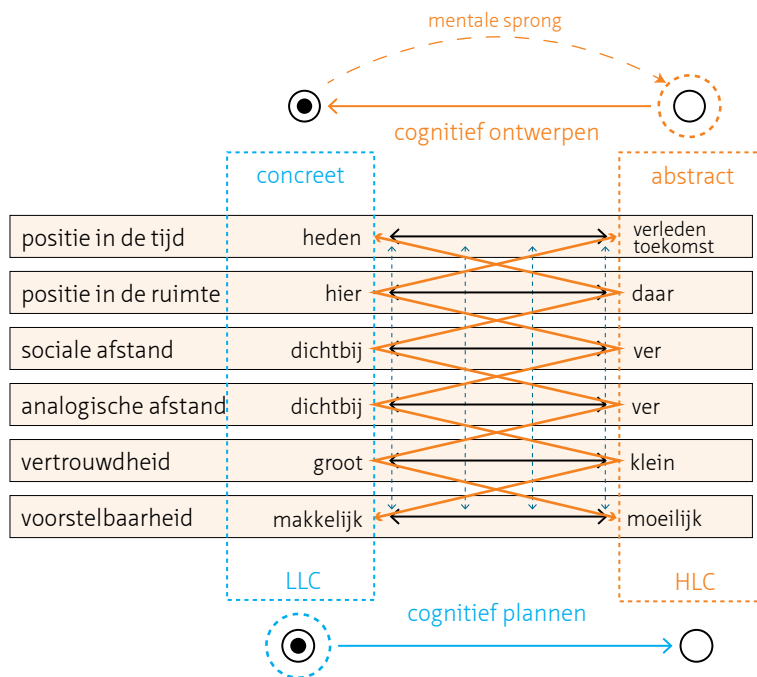 mentale sprong
cognitief ontwerpen
concreet
abstract
positie in de tijd heden verleden
toekomst
positie in de ruimte hier daar
sociale afstand dichtbij ver
analogische afstand dichtbij ver
vertrouwdheid groot klein
voorstelbaarheid makkelijk moeilijk
LLC
HLC
cognitief plannen